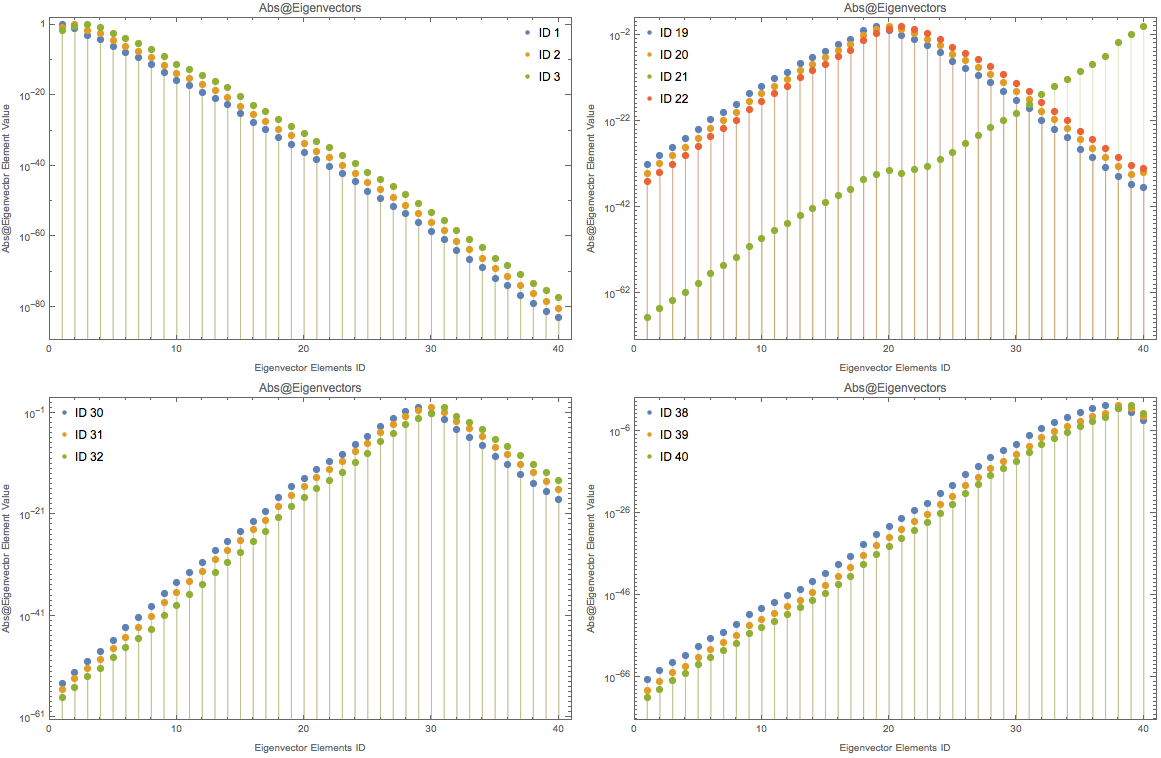 Abs@Eigenvectors
1
10^-20
10^-40
10^-60
10^-80
Abs@Eigenvector Element Value
ID 1
ID 2
ID 3
0 10 20 30 40
Eigenvector Elements ID
Abs@Eigenvectors
10^-2
10^-22
10^-42
10^-62
Abs@Eigenvector Element Value
ID 19
ID 20
ID 21
ID 22
0 10 20 30 40
Eigenvector Elements ID
Abs@Eigenvectors
10^-1
10^-21
10^-41
10^-61
Abs@Eigenvector Element Value
ID 30
ID 31
ID 32
0 10 20 30 40
Eigenvector Elements ID
Abs@Eigenvectors
10^-6
10^-26
10^-46
10^-66
Abs@Eigenvector Element Value
ID 38
ID 39
ID 40
0 10 20 30 40
Eigenvector Elements ID